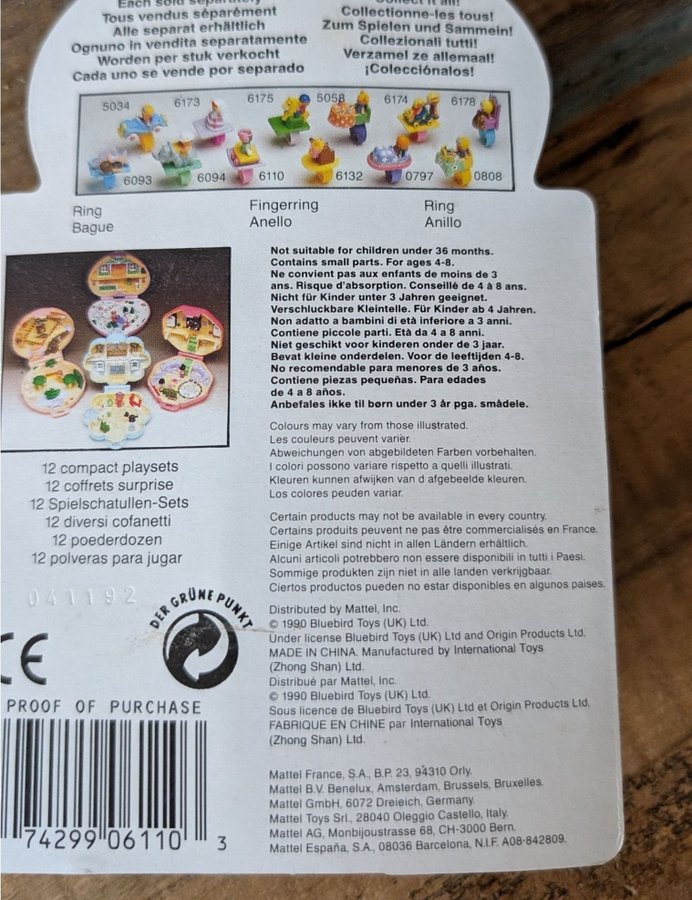 Each sold separately
Tous vendus séparément
Alle separat erhältlich
Ognuno in vendita separatamente
Worden per stuk verkocht
Cada uno se vende por separado
Collect it all!
Collectionne-les tous!
Zum Spielen und Sammeln!
Collezionali tutti!
Verzamel ze allemaal!
¡Colecciónalos!
5034 6173 6175 5058 6174 6178
6093 6094 6110 6132 0797 0808
Ring
Bague
Fingerring
Anello
Ring
Anillo
Not suitable for children under 36 months.
Contains small parts. For ages 4-8.
Ne convient pas aux enfants de moins de 3
ans. Risque d'absorption. Conseillé de 4 à 8 ans.
Nicht für Kinder unter 3 Jahren geeignet.
Verschluckbare Kleinteile. Für Kinder ab 4 Jahren.
Non adatto a bambini di età inferiore a 3 anni.
Contiene piccole parti. Età da 4 a 8 anni.
Niet geschikt voor kinderen onder de 3 jaar.
Bevat kleine onderdelen. Voor de leeftijden 4-8.
No recomendable para menores de 3 años.
Contiene piezas pequeñas. Para edades
de 4 a 8 años.
Anbefales ikke til børn under 3 år pga. smådele.
12 compact playsets
12 coffrets surprise
12 Spielschatullen-Sets
12 diversi cofanetti
12 poederdozen
12 polveras para jugar
Colours may vary from those illustrated.
Les couleurs peuvent varier.
Abweichungen von abgebildeten Farben vorbehalten.
I colori possono variare rispetto a quelli illustrati.
Kleuren kunnen afwijken van d afgebeelde kleuren.
Los colores peuden variar.
Certain products may not be available in every country.
Certains produits peuvent ne pas être commercialisés en France.
Einige Artikel sind nicht in allen Ländern erhältlich.
Alcuni articoli potrebbero non essere disponibili in tutti i Paesi.
Sommige produkten zijn niet in alle landen verkrijgbaar.
Ciertos productos pueden no estar disponibles en algunos paises.
041192
DER GRÜNE PUNKT
CE
PROOF OF PURCHASE
74299 06110 3
Distributed by Mattel, Inc.
© 1990 Bluebird Toys (UK) Ltd.
Under license Bluebird Toys (UK) Ltd and Origin Products Ltd.
MADE IN CHINA. Manufactured by International Toys
(Zhong Shan) Ltd.
Distribué par Mattel, Inc.
© 1990 Bluebird Toys (UK) Ltd.
Sous licence de Bluebird Toys (UK) Ltd et Origin Products Ltd.
FABRIQUE EN CHINE par International Toys
(Zhong Shan) Ltd.
Mattel France, S.A., B.P. 23, 94310 Orly.
Mattel B.V. Benelux, Amsterdam, Brussels, Bruxelles.
Mattel GmbH, 6072 Dreieich, Germany.
Mattel Toys Srl., 28040 Oleggio Castello, Italy.
Mattel AG, Monbijoustrasse 68, CH-3000 Bern.
Mattel España, S.A., 08036 Barcelona, N.I.F. A08-842809.